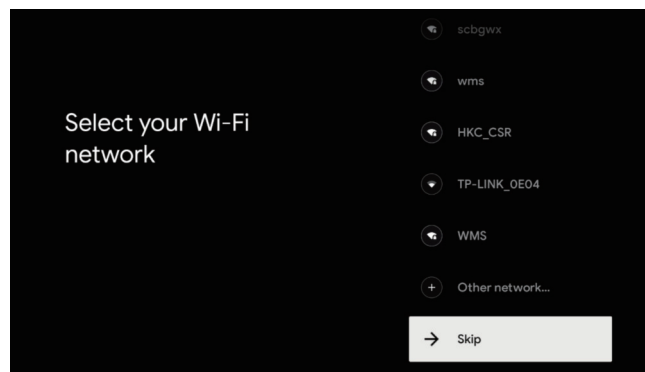 scbgwx
wms
Select your Wi-Fi
network
HKC_CSR
TP-LINK_0E04
WMS
Other network...
Skip